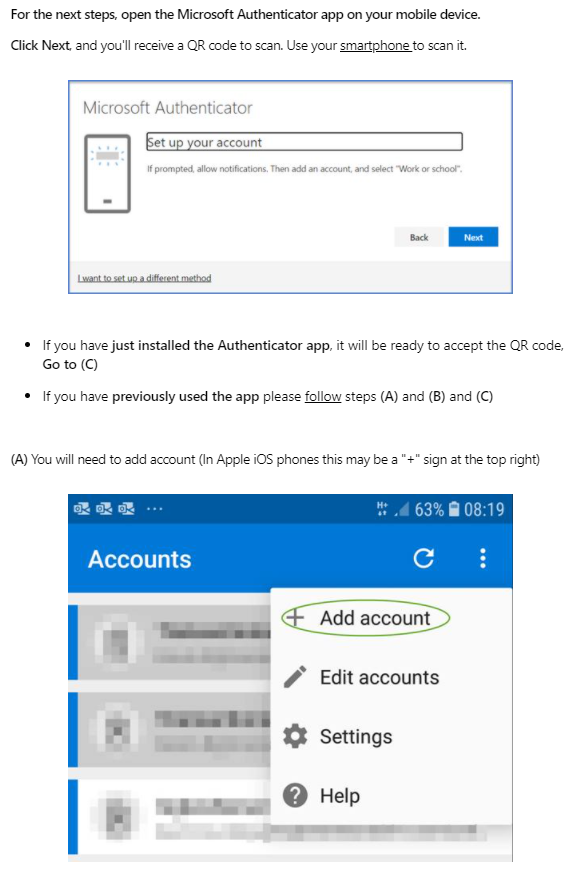 For the next steps, open the Microsoft Authenticator app on your mobile device.
Click Next, and you'll receive a QR code to scan. Use your smartphone to scan it.
Microsoft Authenticator
Set up your account
If prompted, allow notifications. Then add an account, and select "Work or school".
Back
Next
I want to set up a different method
• If you have just installed the Authenticator app, it will be ready to accept the QR code,
Go to (C)
• If you have previously used the app please follow steps (A) and (B) and (C)
(A) You will need to add account (In Apple iOS phones this may be a "+" sign at the top right)
H+ 63% 08:19
Accounts
Add account
Edit accounts
Settings
Help